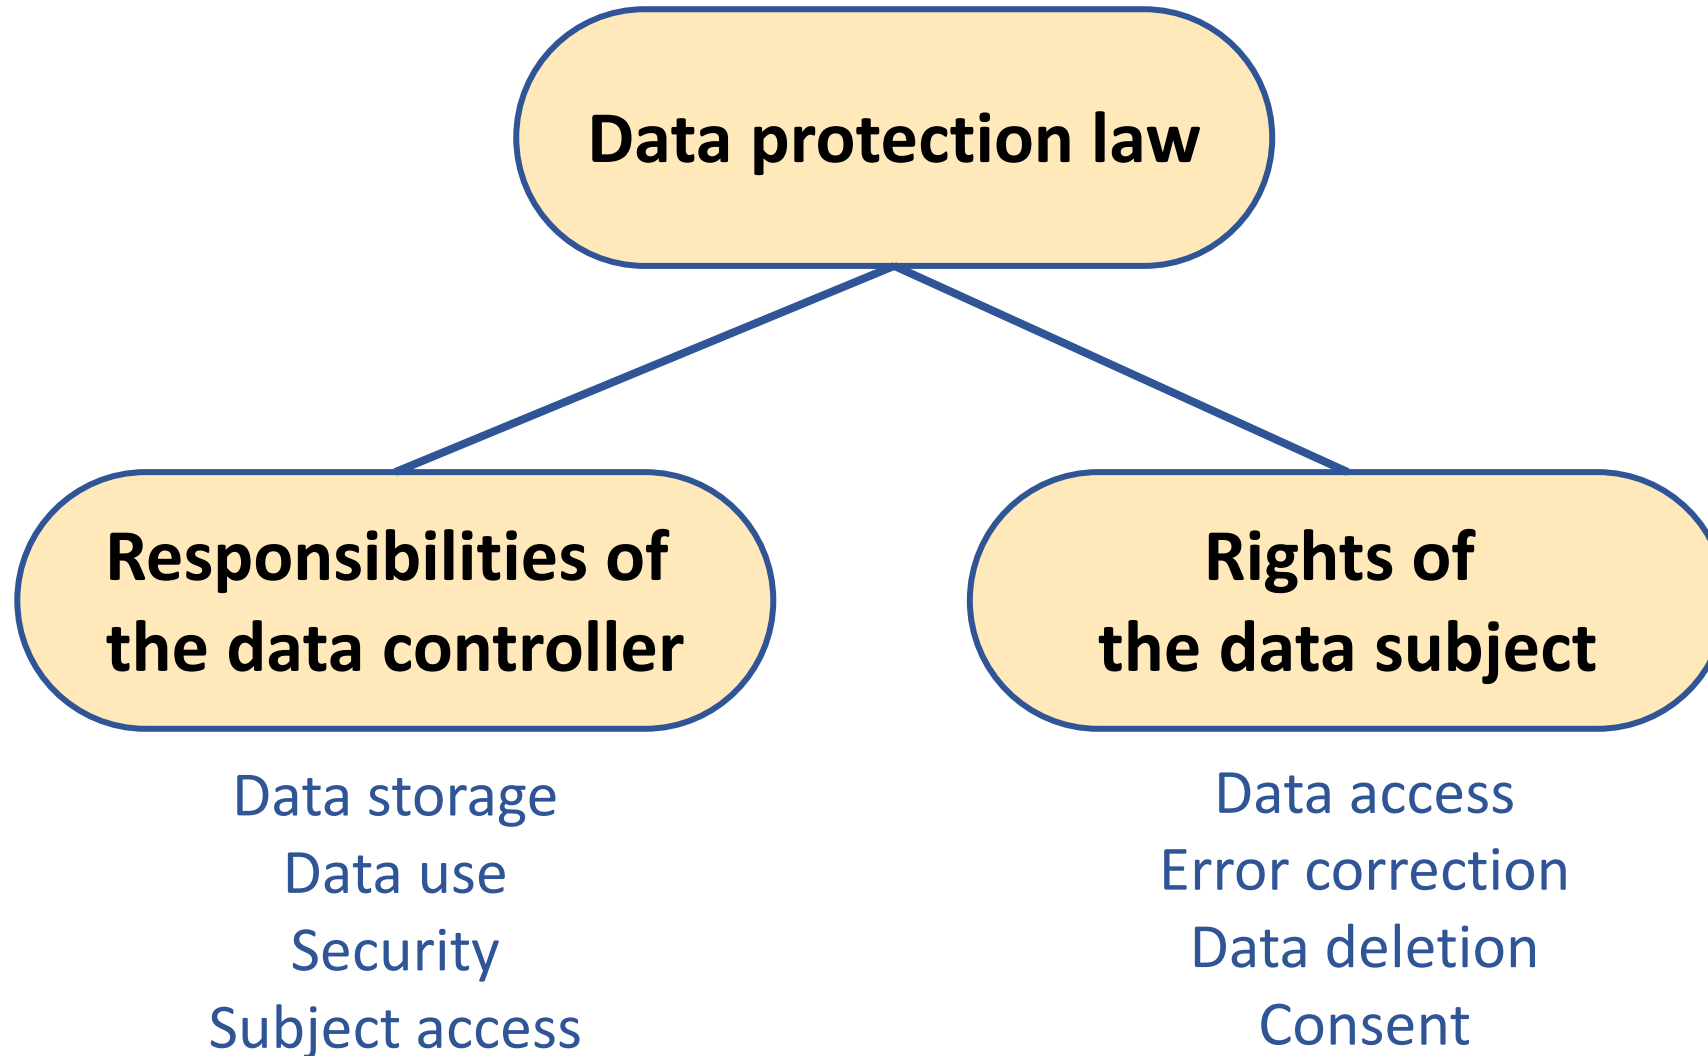 Data protection law
Responsibilities of
the data controller
Data storage
Data use
Security
Subject access
Rights of
the data subject
Data access
Error correction
Data deletion
Consent